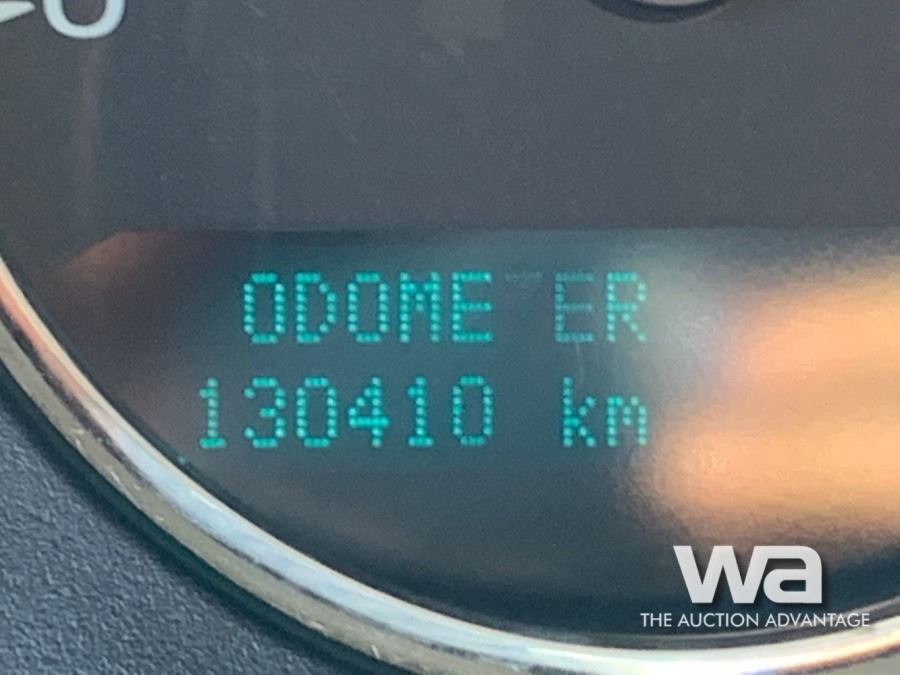 ODOME ER
130410 km
wa
THE AUCTION ADVANTAGE